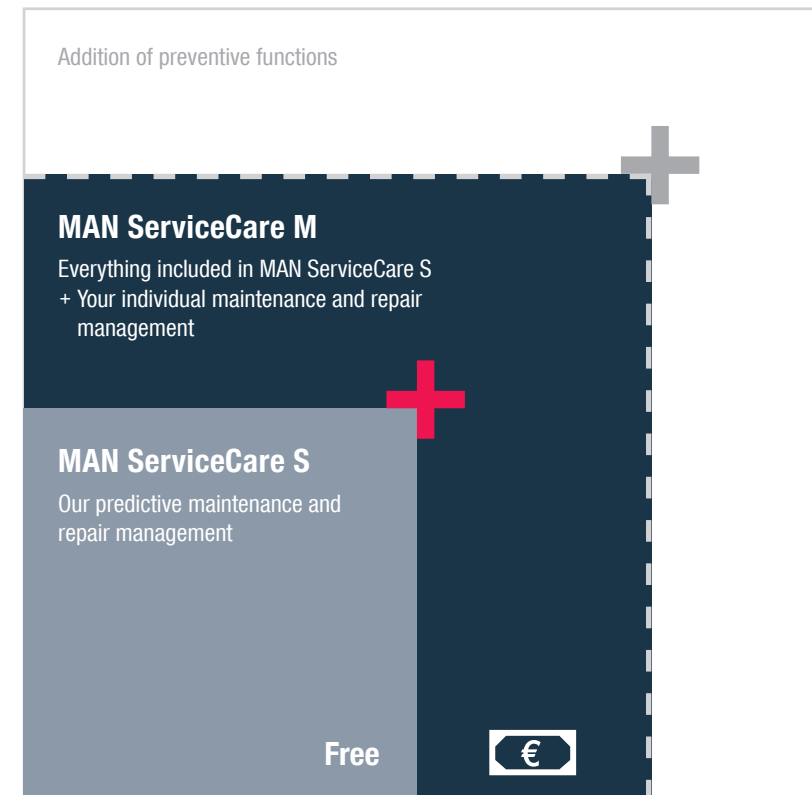 Addition of preventive functions
MAN ServiceCare M
Everything included in MAN ServiceCare S
+ Your individual maintenance and repair
management
MAN ServiceCare S
Our predictive maintenance and
repair management
Free
€